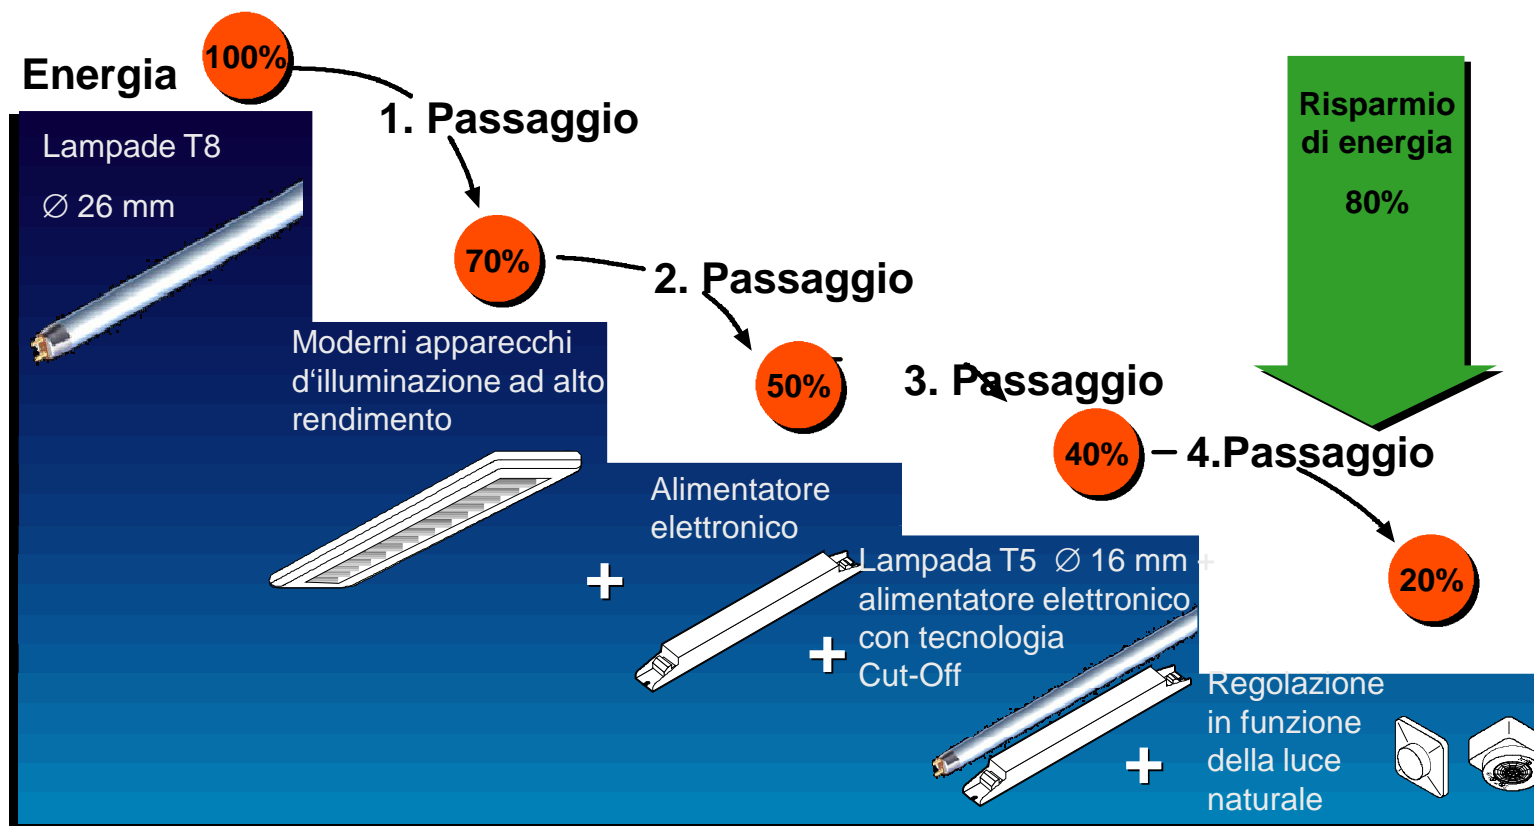 Energia
100%
1. Passaggio
Lampade T8
∅ 26 mm
70%
2. Passaggio
Moderni apparecchi
d‘illuminazione ad alto
rendimento
50%
3. Passaggio
+
Alimentatore
elettronico
40%
4.Passaggio
+
Lampada T5 ∅ 16 mm +
alimentatore elettronico
con tecnologia
Cut-Off
20%
+
Regolazione
in funzione
della luce
naturale
Risparmio
di energia
80%